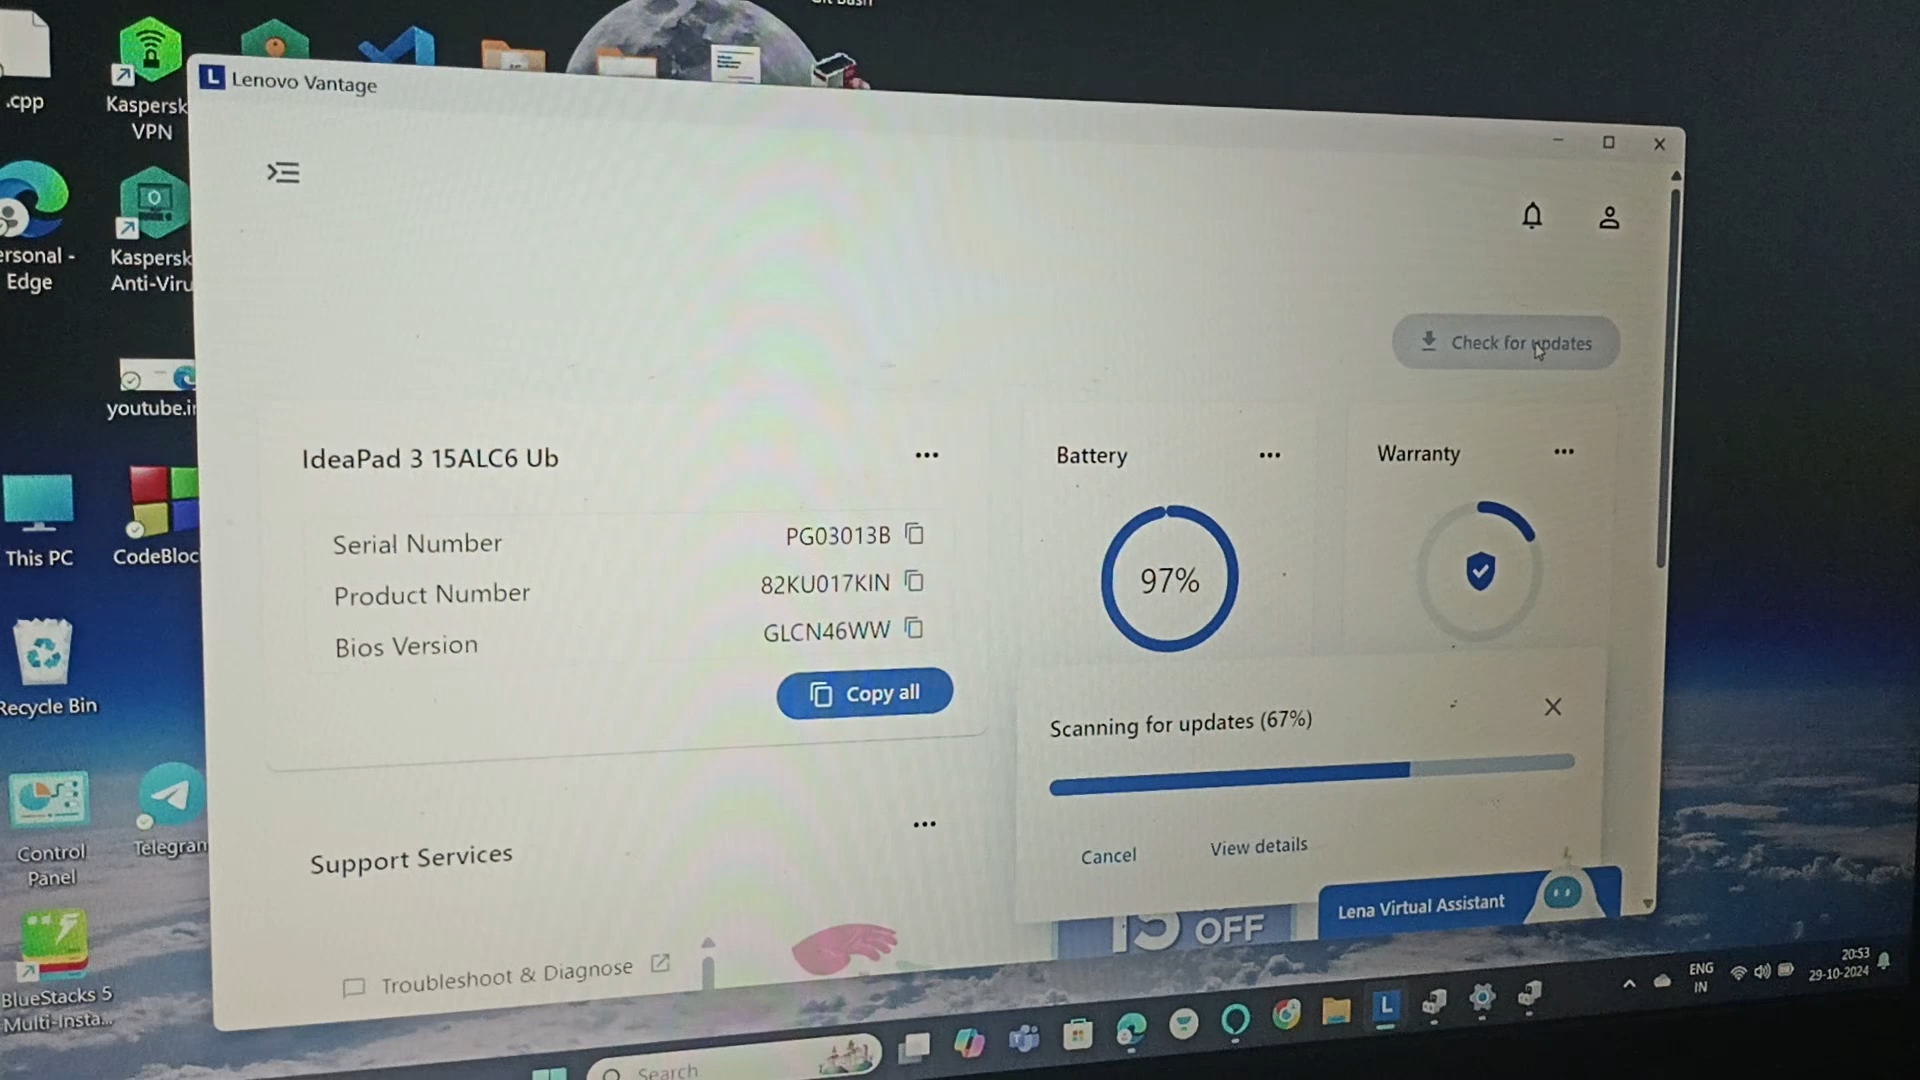 .cpp
Kaspersk
VPN
Lenovo Vantage
ersonal -
Edge
Kaspersk
Anti-Viru
Check for updates
youtube.i
IdeaPad 3 15ALC6 Ub
Battery
Warranty
This PC
CodeBloc
Serial Number
PG03013B
Product Number
82KU017KIN
Bios Version
GLCN46WW
97%
Copy all
Recycle Bin
Scanning for updates (67%)
Control
Panel
Telegran
Support Services
Cancel
View details
Lena Virtual Assistant
15
OFF
Troubleshoot & Diagnose
BlueStacks 5
Multi-Insta...
Search
ENG
IN
20:53
29-10-2024